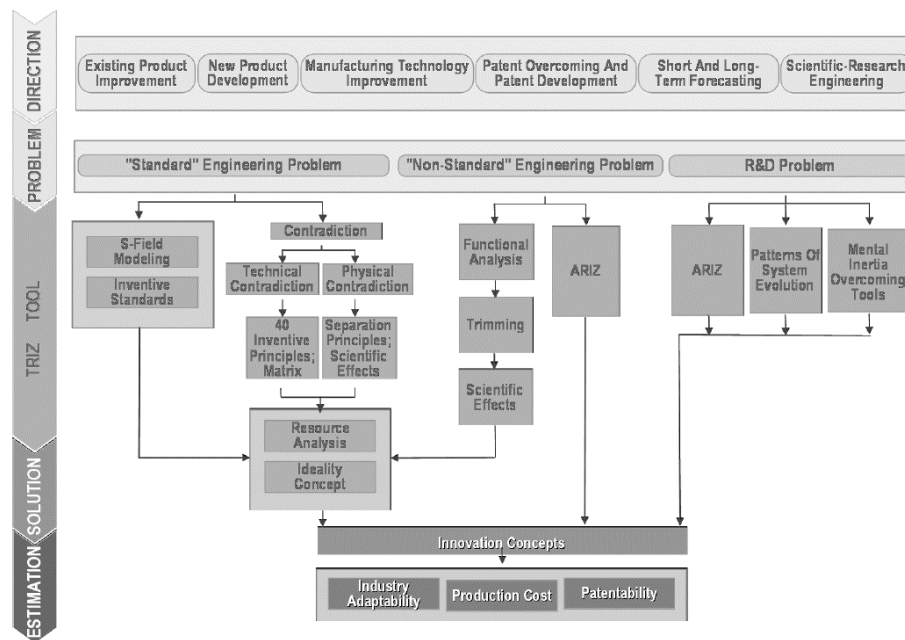 DIRECTION
Existing Product
Improvement
New Product
Development
Manufacturing Technology
Improvement
Patent Overcoming And
Patent Development
Short And Long-
Term Forecasting
Scientific-Research
Engineering
PROBLEM
"Standard" Engineering Problem
"Non-Standard" Engineering Problem
R&D Problem
TRIZ TOOL
S-Field
Modeling
Inventive
Standards
Contradiction
Technical
Contradiction
Physical
Contradiction
40
Inventive
Principles;
Matrix
Separation
Principles;
Scientific
Effects
Functional
Analysis
Trimming
Scientific
Effects
ARIZ
ARIZ
Patterns Of
System
Evolution
Mental
Inertia
Overcoming
Tools
SOLUTION
Resource
Analysis
Ideality
Concept
Innovation Concepts
ESTIMATION
Industry
Adaptability
Production Cost
Patentability